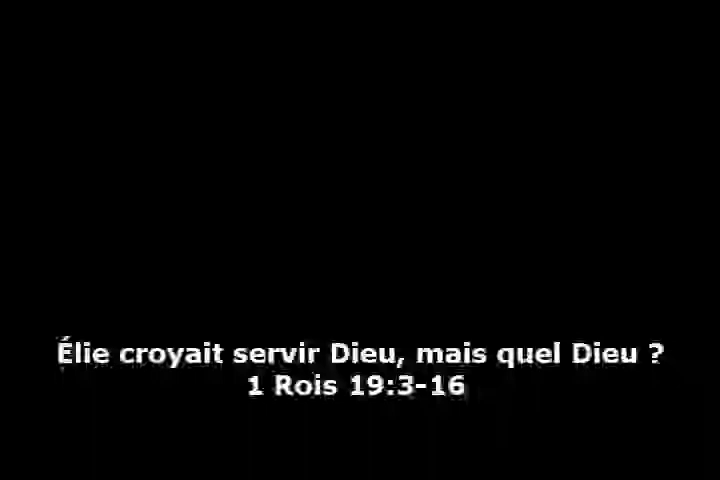 Élie croyait servir Dieu, mais quel Dieu ?
1 Rois 19:3-16